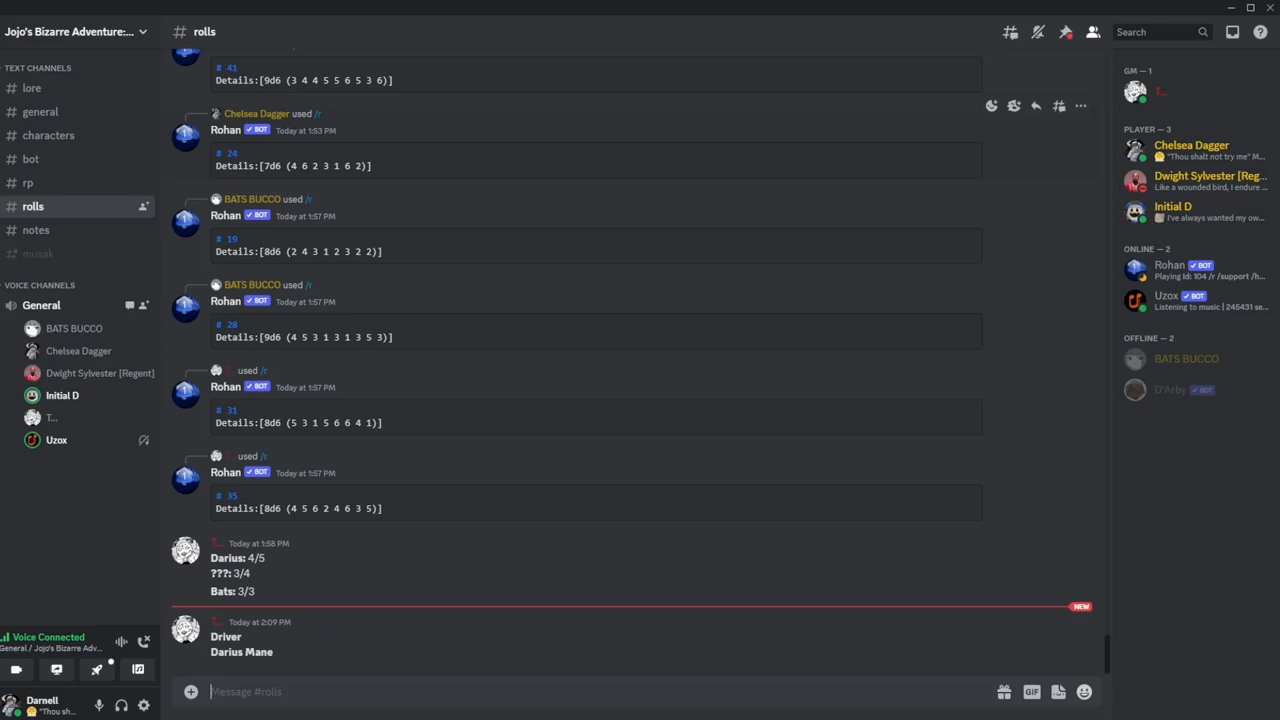 Jojo's Bizarre Adventure:...
# rolls
Search
TEXT CHANNELS
# lore
# general
# characters
# bot
# rp
# rolls
# notes
# musak
VOICE CHANNELS
General
BATS BUCCO
Chelsea Dagger
Dwight Sylvester [Regent]
Initial D
T...
Uzox
Voice Connected
General / Jojo's Bizarre Adv...
Darnell
"Thou sh...
# 41
Details:[9d6 (3 4 4 5 5 6 5 3 6)]
Chelsea Dagger used /r
Rohan BOT Today at 1:53 PM
# 24
Details:[7d6 (4 6 2 3 1 6 2)]
BATS BUCCO used /r
Rohan BOT Today at 1:57 PM
# 19
Details:[8d6 (2 4 3 1 2 3 2 2)]
BATS BUCCO used /r
Rohan BOT Today at 1:57 PM
# 28
Details:[9d6 (4 5 3 1 3 1 3 5 3)]
used /r
Rohan BOT Today at 1:57 PM
# 31
Details:[8d6 (5 3 1 5 6 6 4 1)]
used /r
Rohan BOT Today at 1:57 PM
# 35
Details:[8d6 (4 5 6 2 4 6 3 5)]
T... Today at 1:58 PM
Darius: 4/5
???: 3/4
Bats: 3/3
NEW
T... Today at 2:09 PM
Driver
Darius Mane
Message #rolls
GIF
GM — 1
T...
PLAYER — 3
Chelsea Dagger
"Thou shalt not try me" M...
Dwight Sylvester [Reg...
Like a wounded bird, I endure ...
Initial D
I've always wanted my ow...
ONLINE — 2
Rohan BOT
Playing Id: 104 /r /support /h...
Uzox BOT
Listening to music | 245431 se...
OFFLINE — 2
BATS BUCCO
D'Arby BOT